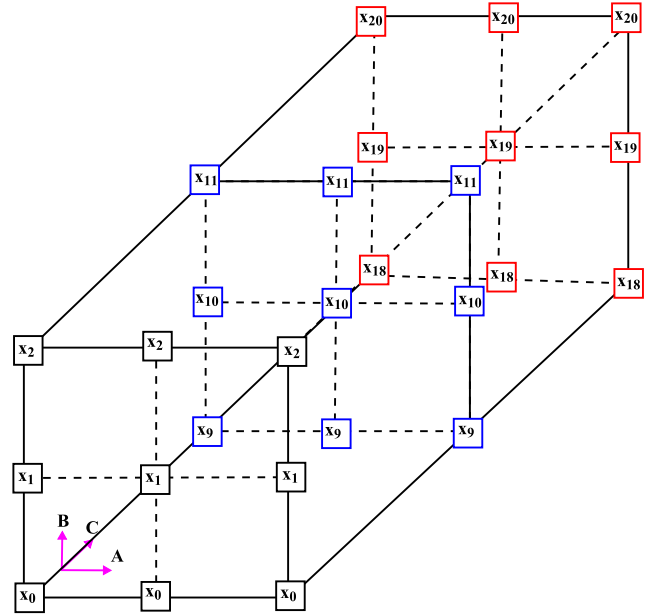 x₂₀ x₂₀ x₂₀
x₁₉ x₁₉ x₁₉
x₁₁ x₁₁ x₁₁
x₁₈ x₁₈ x₁₈
x₁₀ x₁₀ x₁₀
x₂ x₂ x₂
x₉ x₉ x₉
x₁ x₁ x₁
B C
A
x₀ x₀ x₀